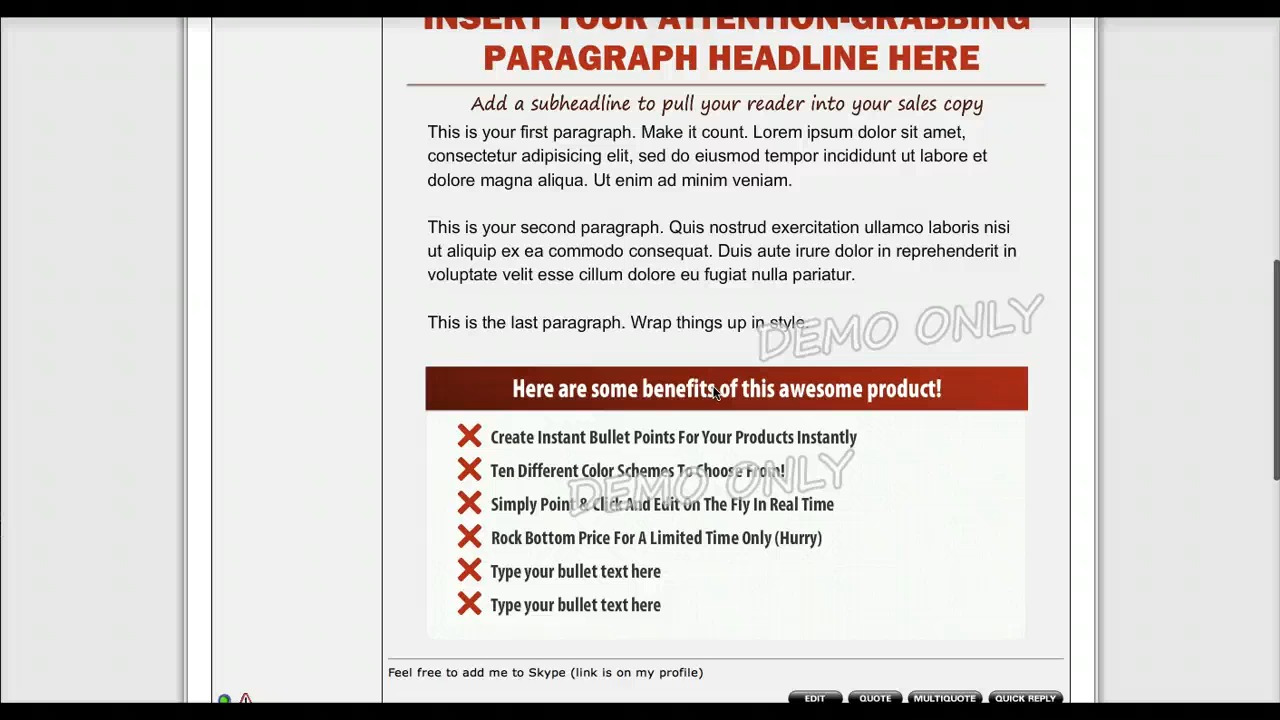 INSERT YOUR ATTENTION-GRABBING
PARAGRAPH HEADLINE HERE
Add a subheadline to pull your reader into your sales copy
This is your first paragraph. Make it count. Lorem ipsum dolor sit amet,
consectetur adipisicing elit, sed do eiusmod tempor incididunt ut labore et
dolore magna aliqua. Ut enim ad minim veniam.
This is your second paragraph. Quis nostrud exercitation ullamco laboris nisi
ut aliquip ex ea commodo consequat. Duis aute irure dolor in reprehenderit in
voluptate velit esse cillum dolore eu fugiat nulla pariatur.
This is the last paragraph. Wrap things up in style.
DEMO ONLY
Here are some benefits of this awesome product!
Create Instant Bullet Points For Your Products Instantly
Ten Different Color Schemes To Choose From!
DEMO ONLY
Simply Point & Click And Edit On The Fly In Real Time
Rock Bottom Price For A Limited Time Only (Hurry)
Type your bullet text here
Type your bullet text here
Feel free to add me to Skype (link is on my profile)
EDIT QUOTE MULTIQUOTE QUICK REPLY